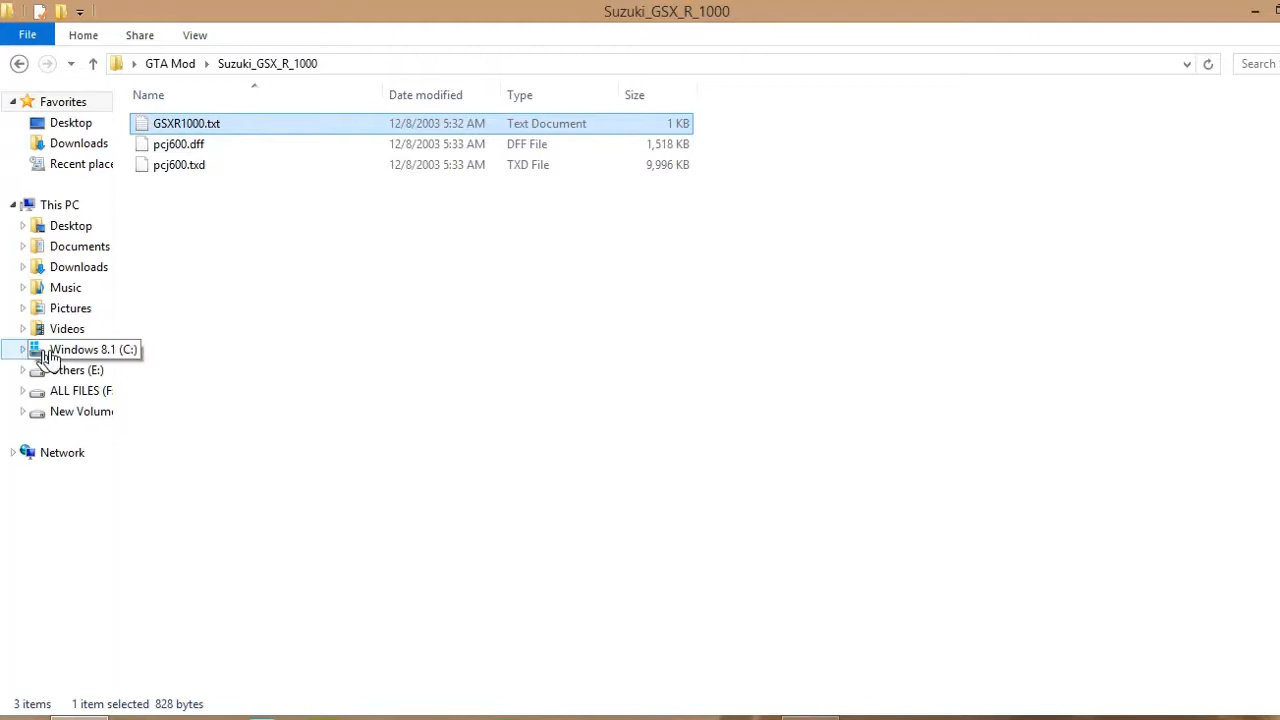 Suzuki_GSX_R_1000
File Home Share View
GTA Mod Suzuki_GSX_R_1000 Search
Name Date modified Type Size
Favorites
GSXR1000.txt 12/8/2003 5:32 AM Text Document 1 KB
Desktop
pcj600.dff 12/8/2003 5:33 AM DFF File 1,518 KB
Downloads
pcj600.txd 12/8/2003 5:33 AM TXD File 9,996 KB
Recent place
This PC
Desktop
Documents
Downloads
Music
Pictures
Videos
Windows 8.1 (C:)
Others (E:)
ALL FILES (F:
New Volume
Network
3 items 1 item selected 828 bytes